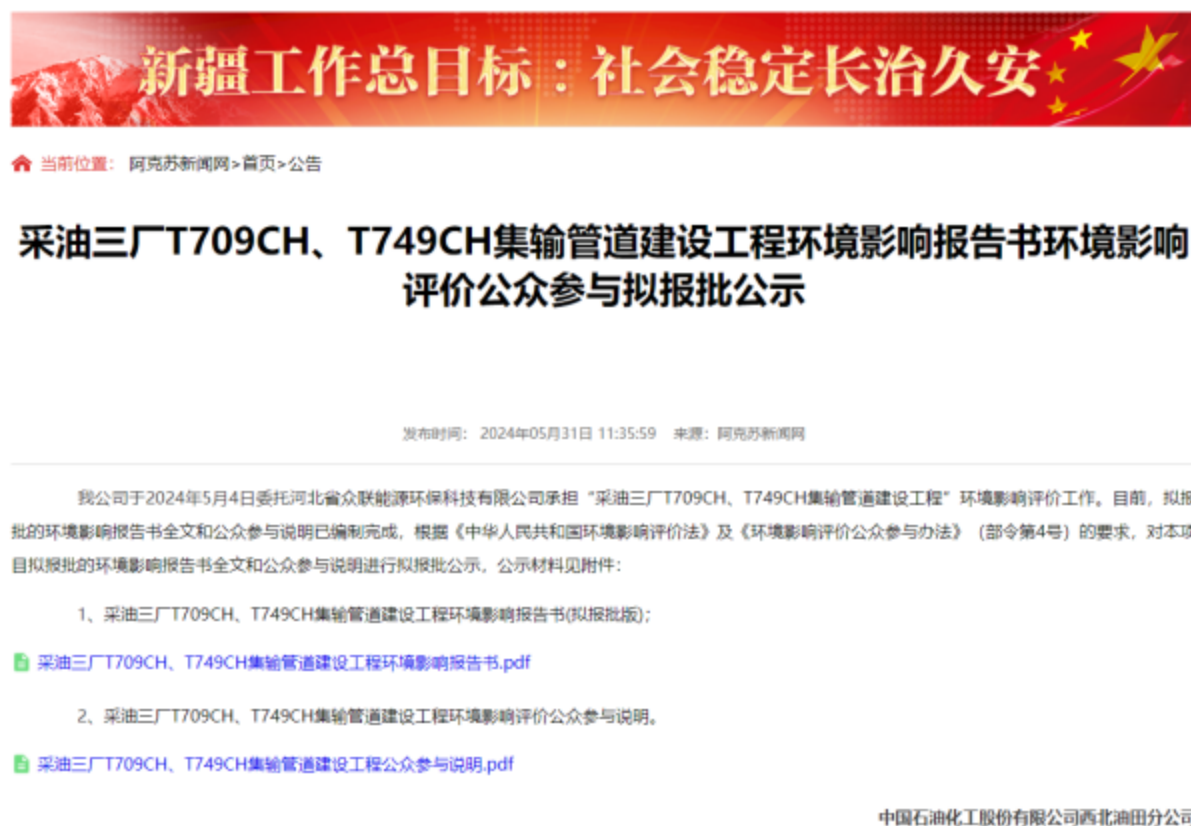 新疆工作总目标：社会稳定长治久安
当前位置： 阿克苏新闻网>首页>公告
采油三厂T709CH、T749CH集输管道建设工程环境影响报告书环境影响
评价公众参与拟报批公示
发布时间： 2024年05月31日 11:35:59 来源：阿克苏新闻网
我公司于2024年5月4日委托河北省众联能源环保科技有限公司承担“采油三厂T709CH、T749CH集输管道建设工程”环境影响评价工作。目前，拟报
批的环境影响报告书全文和公众参与说明已编制完成，根据《中华人民共和国环境影响评价法》及《环境影响评价公众参与办法》（部令第4号）的要求，对本项
目拟报批的环境影响报告书全文和公众参与说明进行拟报批公示，公示材料见附件：
1、采油三厂T709CH、T749CH集输管道建设工程环境影响报告书(拟报批版)；
采油三厂T709CH、T749CH集输管道建设工程环境影响报告书.pdf
2、采油三厂T709CH、T749CH集输管道建设工程环境影响评价公众参与说明。
采油三厂T709CH、T749CH集输管道建设工程公众参与说明.pdf
中国石油化工股份有限公司西北油田分公司